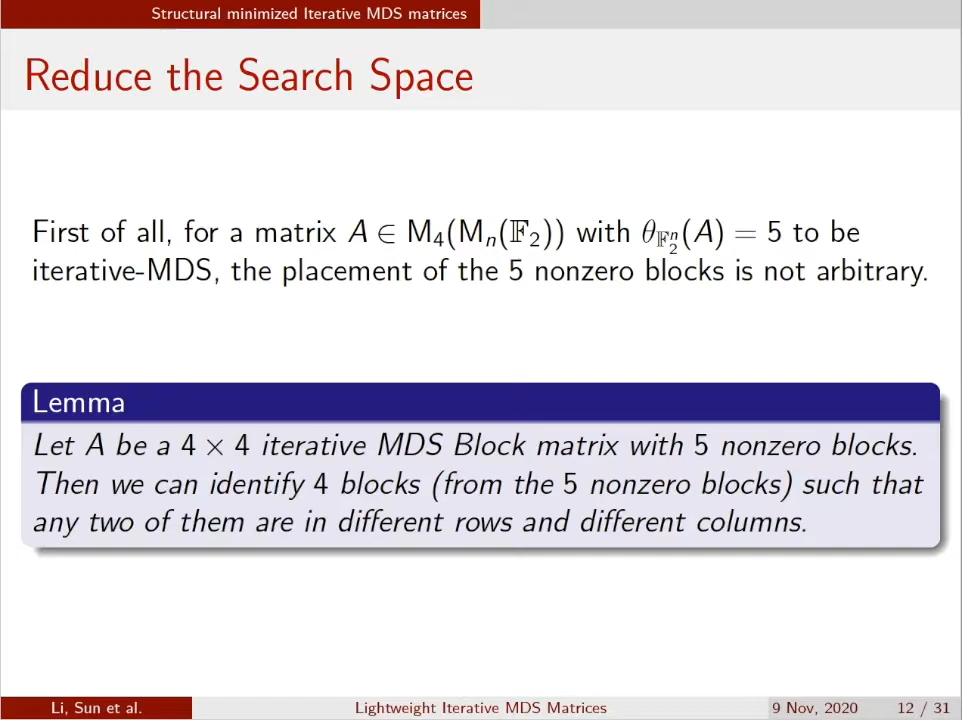 Structural minimized Iterative MDS matrices
Reduce the Search Space
First of all, for a matrix A ∈ M₄(Mₙ(𝔽₂)) with θ_{𝔽₂ⁿ}(A) = 5 to be
iterative-MDS, the placement of the 5 nonzero blocks is not arbitrary.
Lemma
Let A be a 4 × 4 iterative MDS Block matrix with 5 nonzero blocks.
Then we can identify 4 blocks (from the 5 nonzero blocks) such that
any two of them are in different rows and different columns.
Li, Sun et al. Lightweight Iterative MDS Matrices 9 Nov, 2020 12 / 31